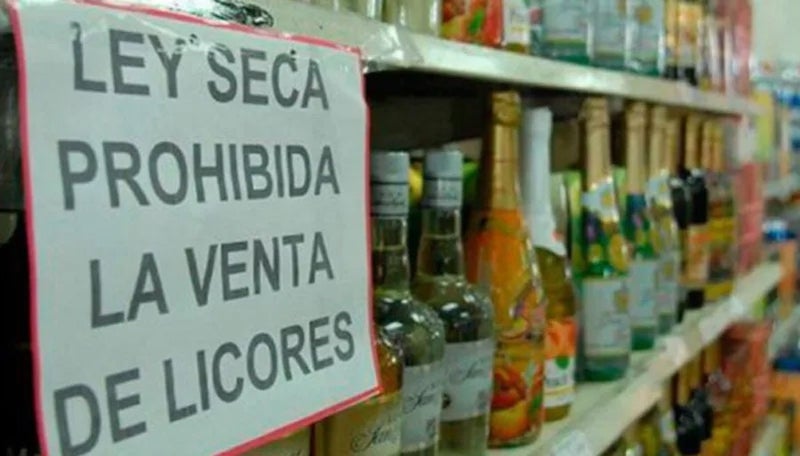 LEY SECA
PROHIBIDA
LA VENTA
DE LICORES